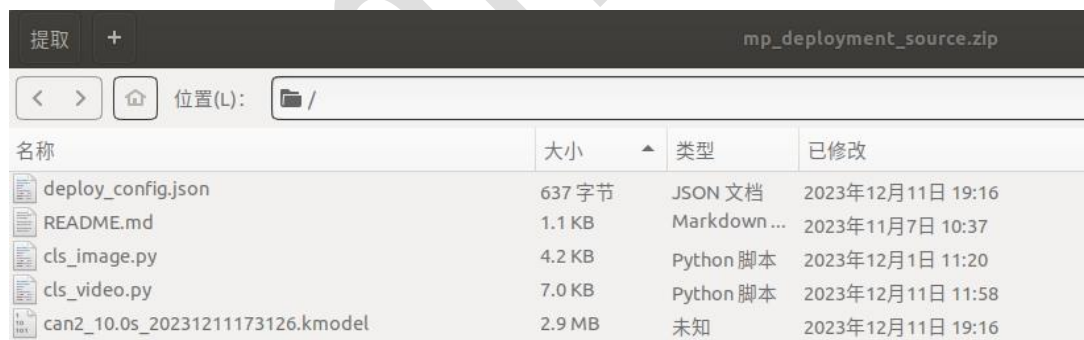 提取 + mp_deployment_source.zip
位置(L): /
名称 大小 类型 已修改
deploy_config.json 637 字节 JSON 文档 2023年12月11日 19:16
README.md 1.1 KB Markdown... 2023年11月7日 10:37
cls_image.py 4.2 KB Python 脚本 2023年12月1日 11:20
cls_video.py 7.0 KB Python 脚本 2023年12月11日 11:58
can2_10.0s_20231211173126.kmodel 2.9 MB 未知 2023年12月11日 19:16